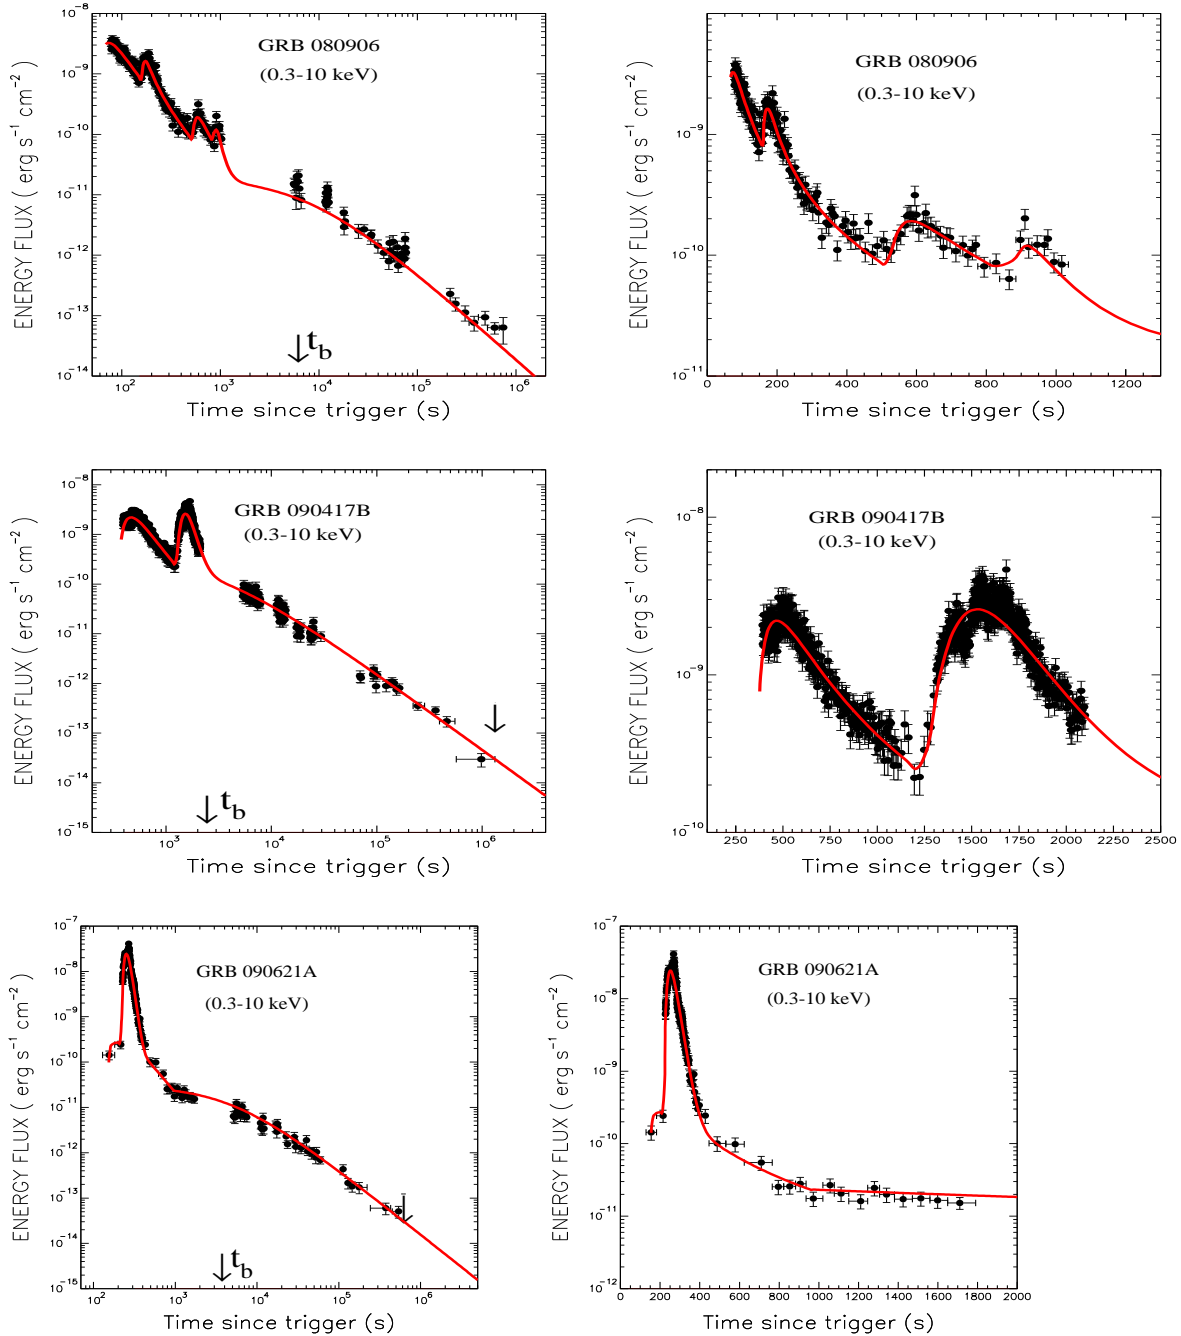 10⁻⁸
10⁻⁹
10⁻¹⁰
10⁻¹¹
10⁻¹²
10⁻¹³
10⁻¹⁴
ENERGY FLUX ( erg s⁻¹ cm⁻²)
GRB 080906
(0.3-10 keV)
t_b
10² 10³ 10⁴ 10⁵ 10⁶
Time since trigger (s)
10⁻⁹
10⁻¹⁰
10⁻¹¹
ENERGY FLUX ( erg s⁻¹ cm⁻²)
GRB 080906
(0.3-10 keV)
0 200 400 600 800 1000 1200
Time since trigger (s)
10⁻⁸
10⁻⁹
10⁻¹⁰
10⁻¹¹
10⁻¹²
10⁻¹³
10⁻¹⁴
10⁻¹⁵
ENERGY FLUX ( erg s⁻¹ cm⁻²)
GRB 090417B
(0.3-10 keV)
t_b
10³ 10⁴ 10⁵ 10⁶
Time since trigger (s)
10⁻⁸
10⁻⁹
10⁻¹⁰
ENERGY FLUX ( erg s⁻¹ cm⁻²)
GRB 090417B
(0.3-10 keV)
250 500 750 1000 1250 1500 1750 2000 2250 2500
Time since trigger (s)
10⁻⁷
10⁻⁸
10⁻⁹
10⁻¹⁰
10⁻¹¹
10⁻¹²
10⁻¹³
10⁻¹⁴
10⁻¹⁵
ENERGY FLUX ( erg s⁻¹ cm⁻²)
GRB 090621A
(0.3-10 keV)
t_b
10² 10³ 10⁴ 10⁵ 10⁶
Time since trigger (s)
10⁻⁷
10⁻⁸
10⁻⁹
10⁻¹⁰
10⁻¹¹
10⁻¹²
ENERGY FLUX ( erg s⁻¹ cm⁻²)
GRB 090621A
(0.3-10 keV)
0 200 400 600 800 1000 1200 1400 1600 1800 2000
Time since trigger (s)